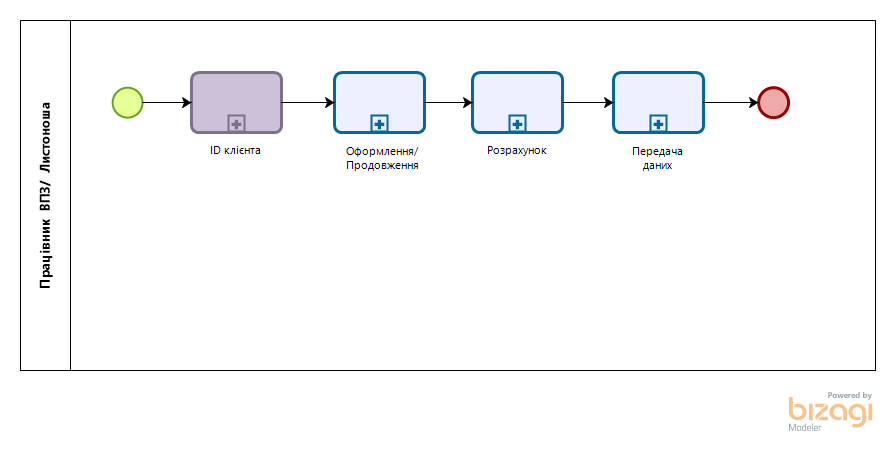 Працівник ВПЗ/ Листоноша
ID клієнта
Оформлення/
Продовження
Розрахунок
Передача
даних
Powered by
bizagi
Modeler